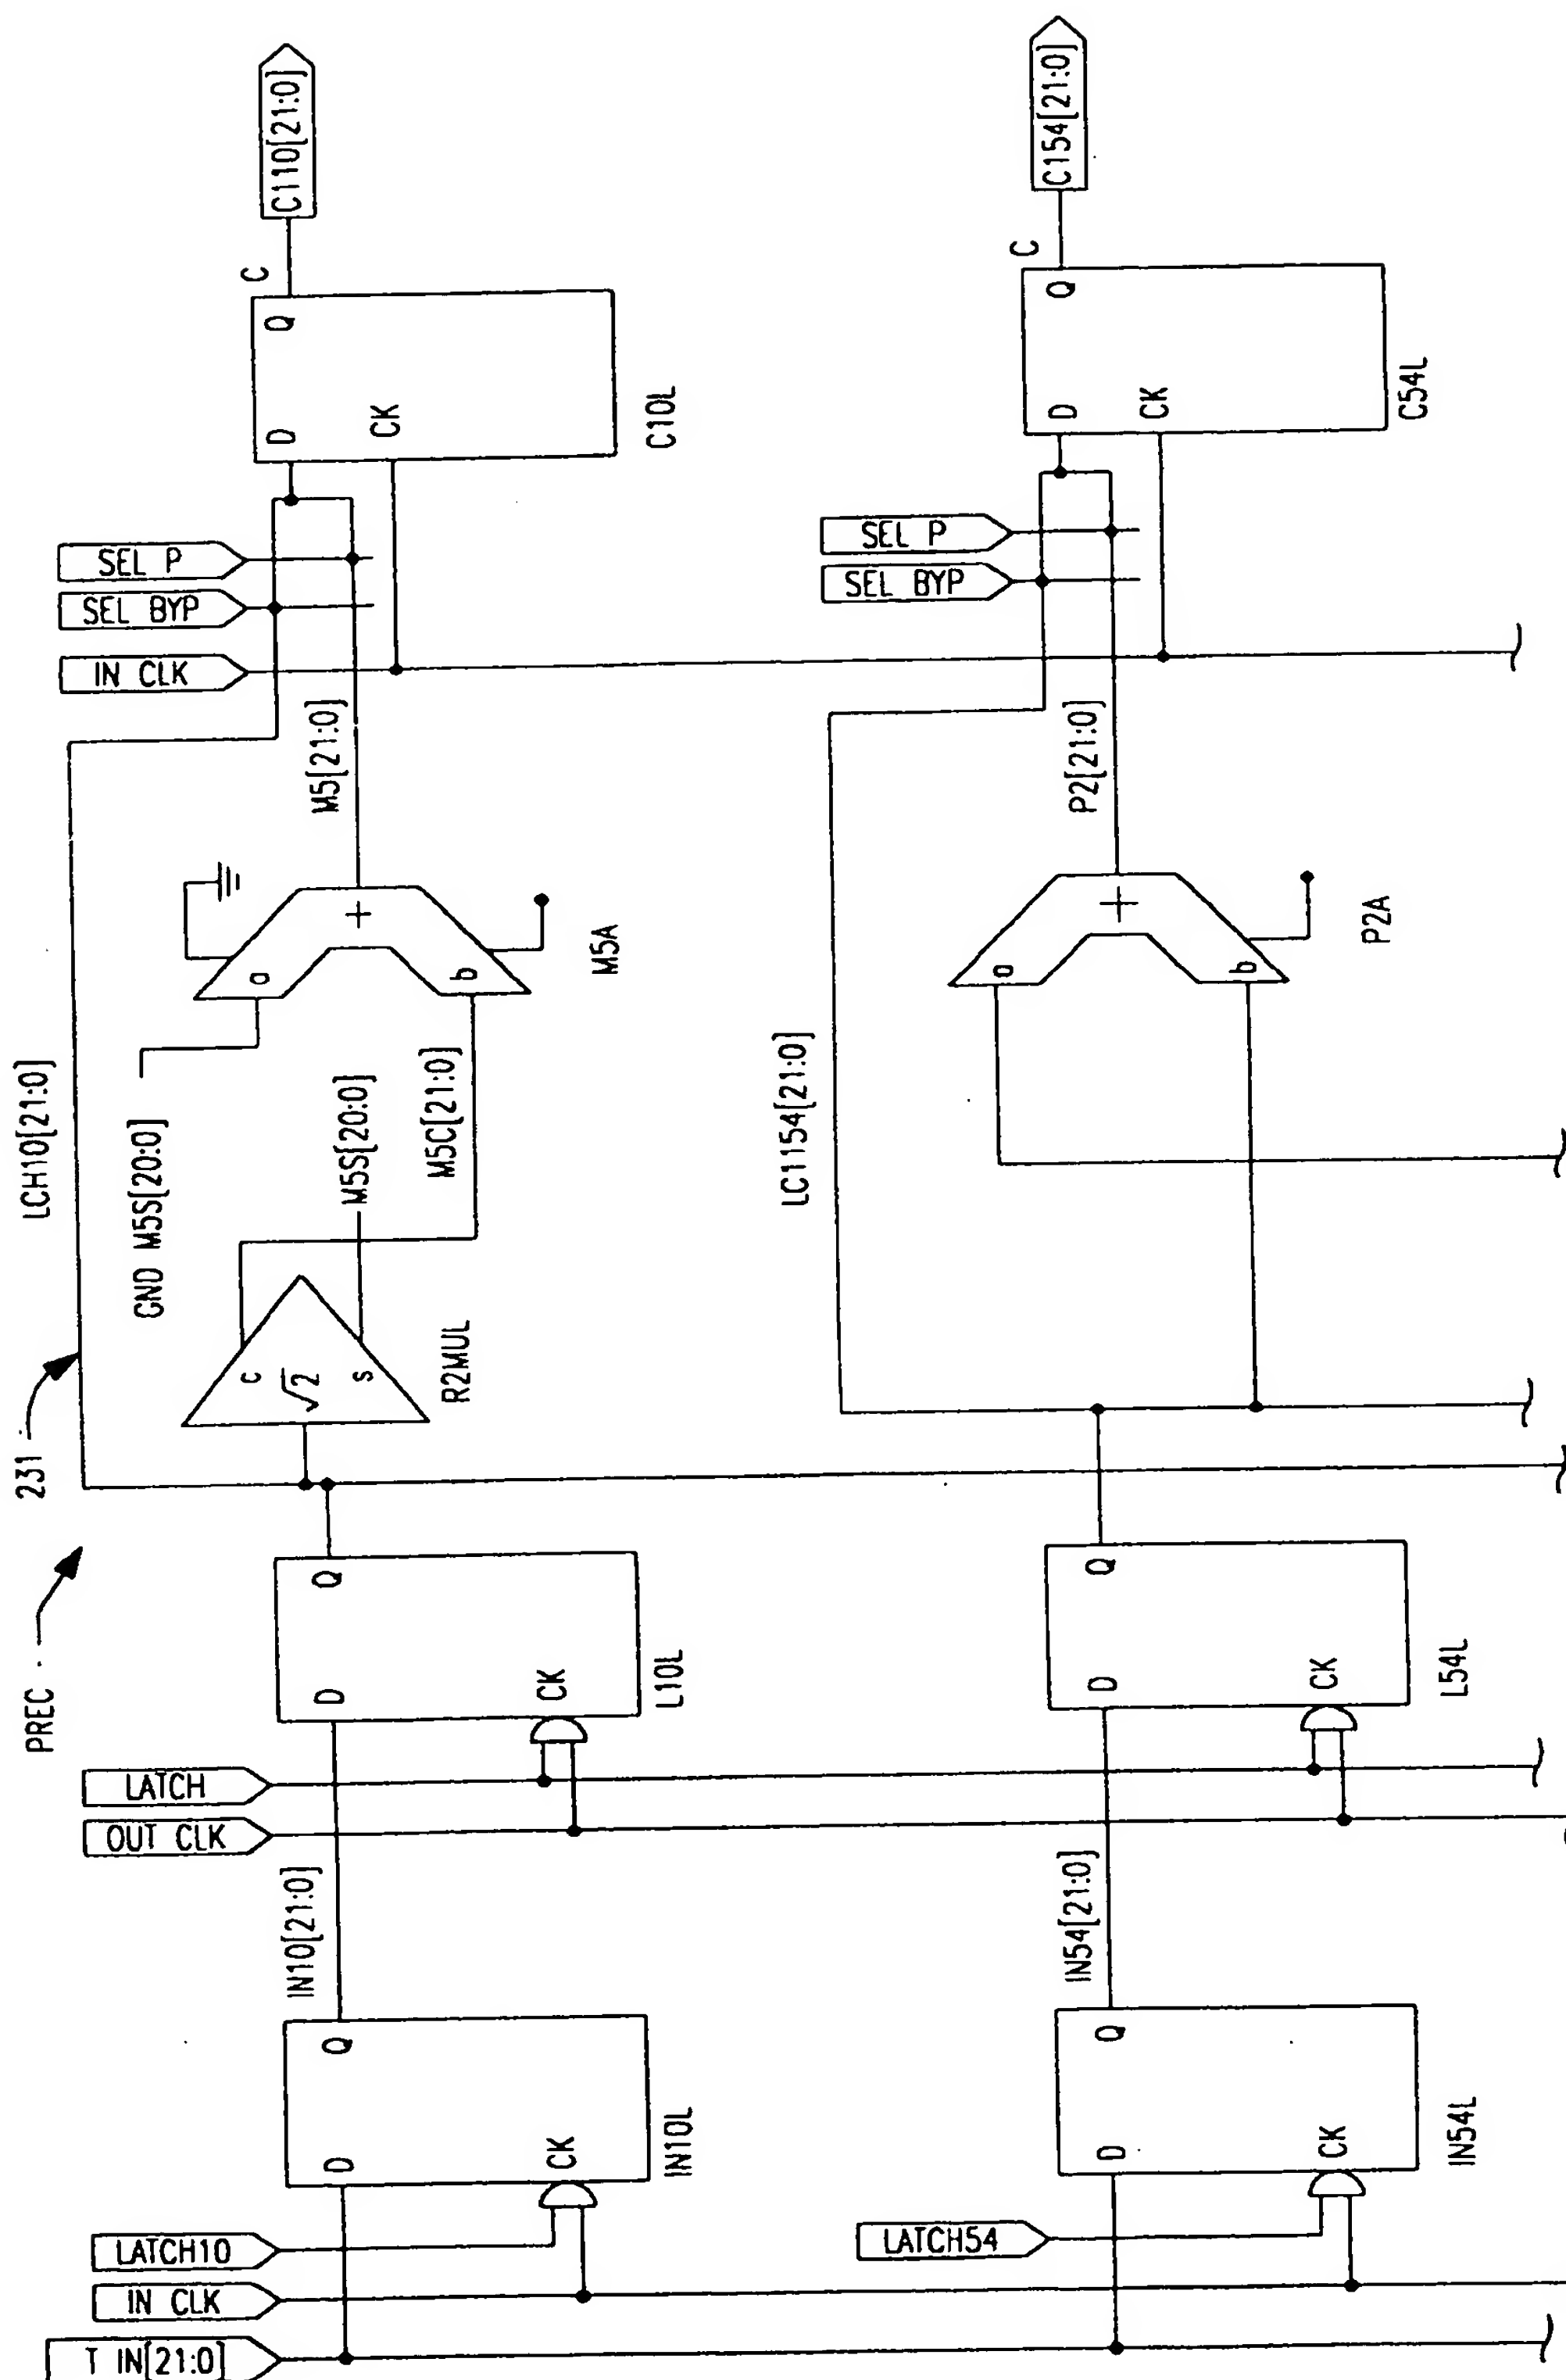 C110[21:0]
C154[21:0]
C
Q
D
CK
C10L
C
Q
D
CK
C54L
SEL P
SEL BYP
IN CLK
SEL P
SEL BYP
M5[21:0]
P2[21:0]
+
a
b
M5A
+
a
b
P2A
LCH10[21:0]
GND M5S[20:0]
M5S[20:0]
M5C[21:0]
LC1154[21:0]
231
C
√2
S
R2MUL
PREC
Q
D
CK
L10L
Q
D
CK
L54L
LATCH
OUT CLK
IN10[21:0]
IN54[21:0]
Q
D
CK
IN10L
Q
D
CK
IN54L
LATCH10
IN CLK
T IN[21:0]
LATCH54